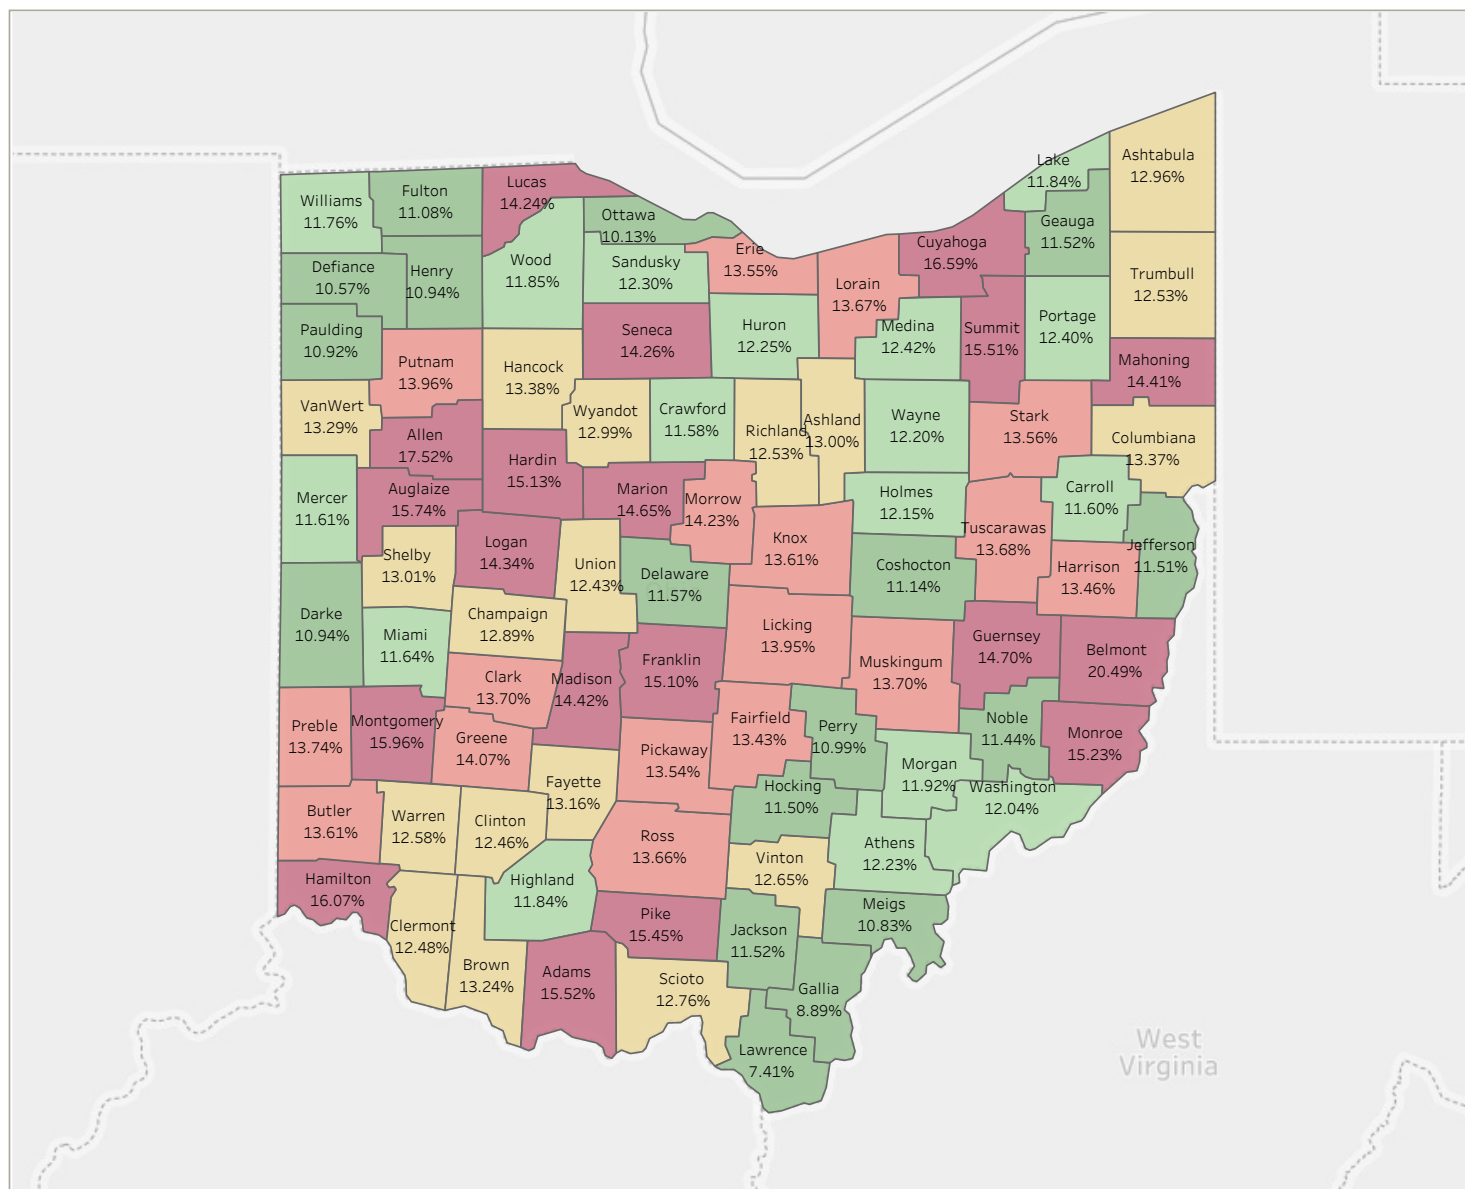 Lake
11.84%
Ashtabula
12.96%
Williams
11.76%
Fulton
11.08%
Lucas
14.24%
Ottawa
10.13%
Geauga
11.52%
Cuyahoga
16.59%
Erie
13.55%
Defiance
10.57%
Henry
10.94%
Wood
11.85%
Sandusky
12.30%
Lorain
13.67%
Trumbull
12.53%
Paulding
10.92%
Seneca
14.26%
Huron
12.25%
Medina
12.42%
Summit
15.51%
Portage
12.40%
Putnam
13.96%
Hancock
13.38%
Mahoning
14.41%
VanWert
13.29%
Wyandot
12.99%
Crawford
11.58%
Richland
12.53%
Ashland
13.00%
Wayne
12.20%
Stark
13.56%
Columbiana
13.37%
Allen
17.52%
Hardin
15.13%
Mercer
11.61%
Auglaize
15.74%
Marion
14.65%
Morrow
14.23%
Holmes
12.15%
Carroll
11.60%
Tuscarawas
13.68%
Shelby
13.01%
Logan
14.34%
Union
12.43%
Delaware
11.57%
Knox
13.61%
Coshocton
11.14%
Harrison
13.46%
Jefferson
11.51%
Darke
10.94%
Miami
11.64%
Champaign
12.89%
Licking
13.95%
Guernsey
14.70%
Belmont
20.49%
Clark
13.70%
Madison
14.42%
Franklin
15.10%
Muskingum
13.70%
Preble
13.74%
Montgomery
15.96%
Greene
14.07%
Pickaway
13.54%
Fairfield
13.43%
Perry
10.99%
Noble
11.44%
Monroe
15.23%
Morgan
11.92%
Fayette
13.16%
Hocking
11.50%
Washington
12.04%
Butler
13.61%
Warren
12.58%
Clinton
12.46%
Ross
13.66%
Athens
12.23%
Vinton
12.65%
Hamilton
16.07%
Highland
11.84%
Clermont
12.48%
Pike
15.45%
Jackson
11.52%
Meigs
10.83%
Brown
13.24%
Adams
15.52%
Scioto
12.76%
Gallia
8.89%
Lawrence
7.41%
West
Virginia